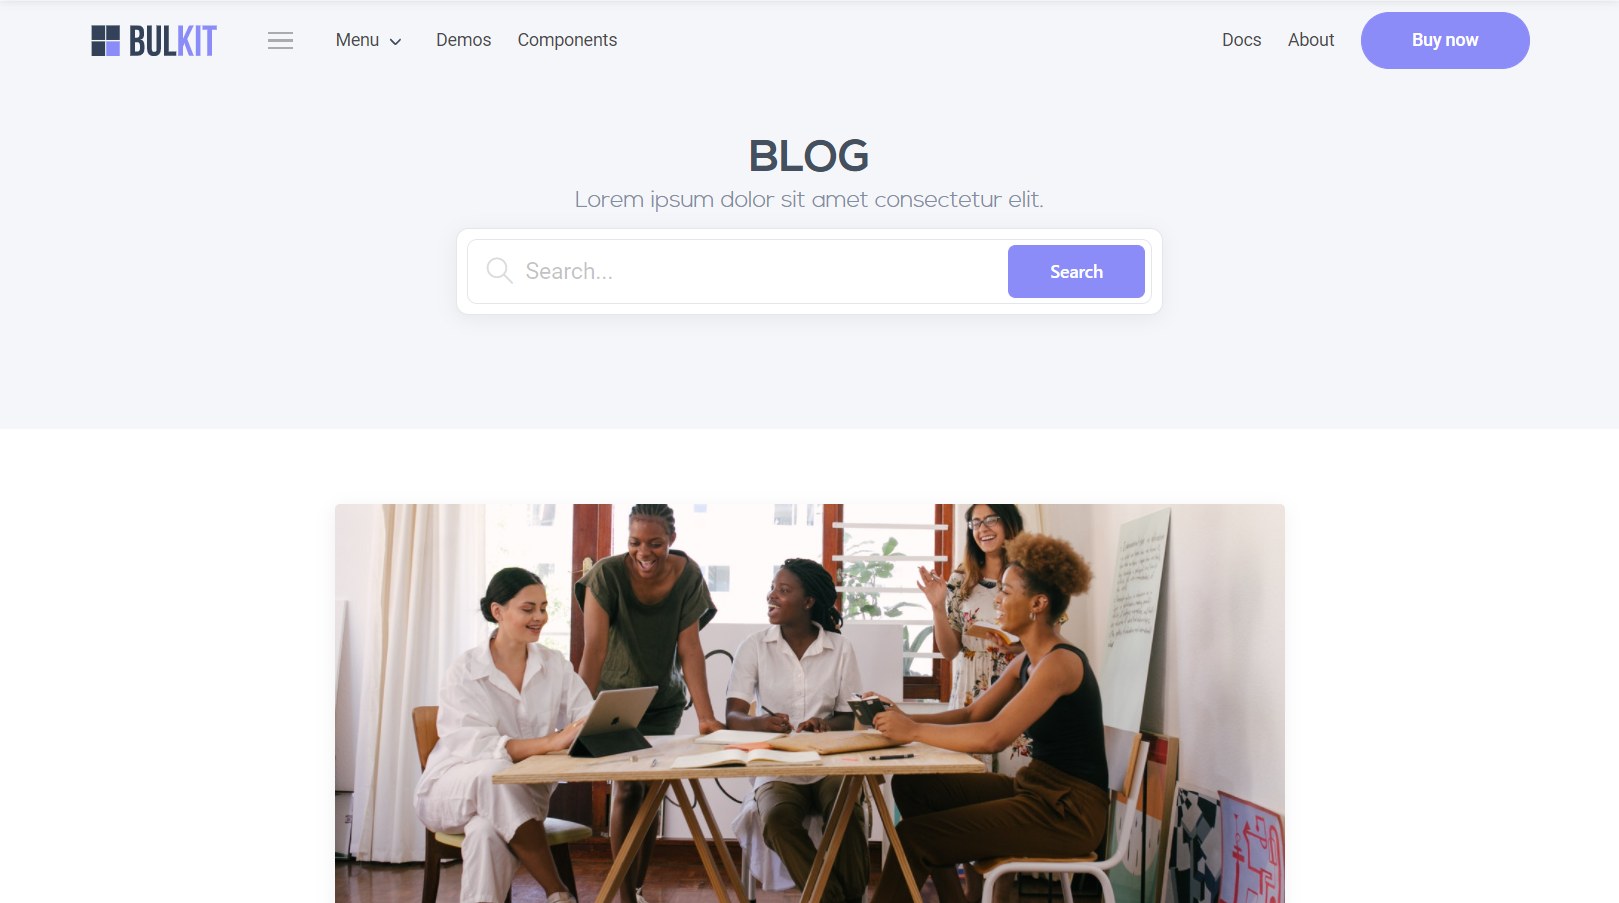 BULKIT
Menu
Demos
Components
Docs
About
Buy now
BLOG
Lorem ipsum dolor sit amet consectetur elit.
Search...
Search